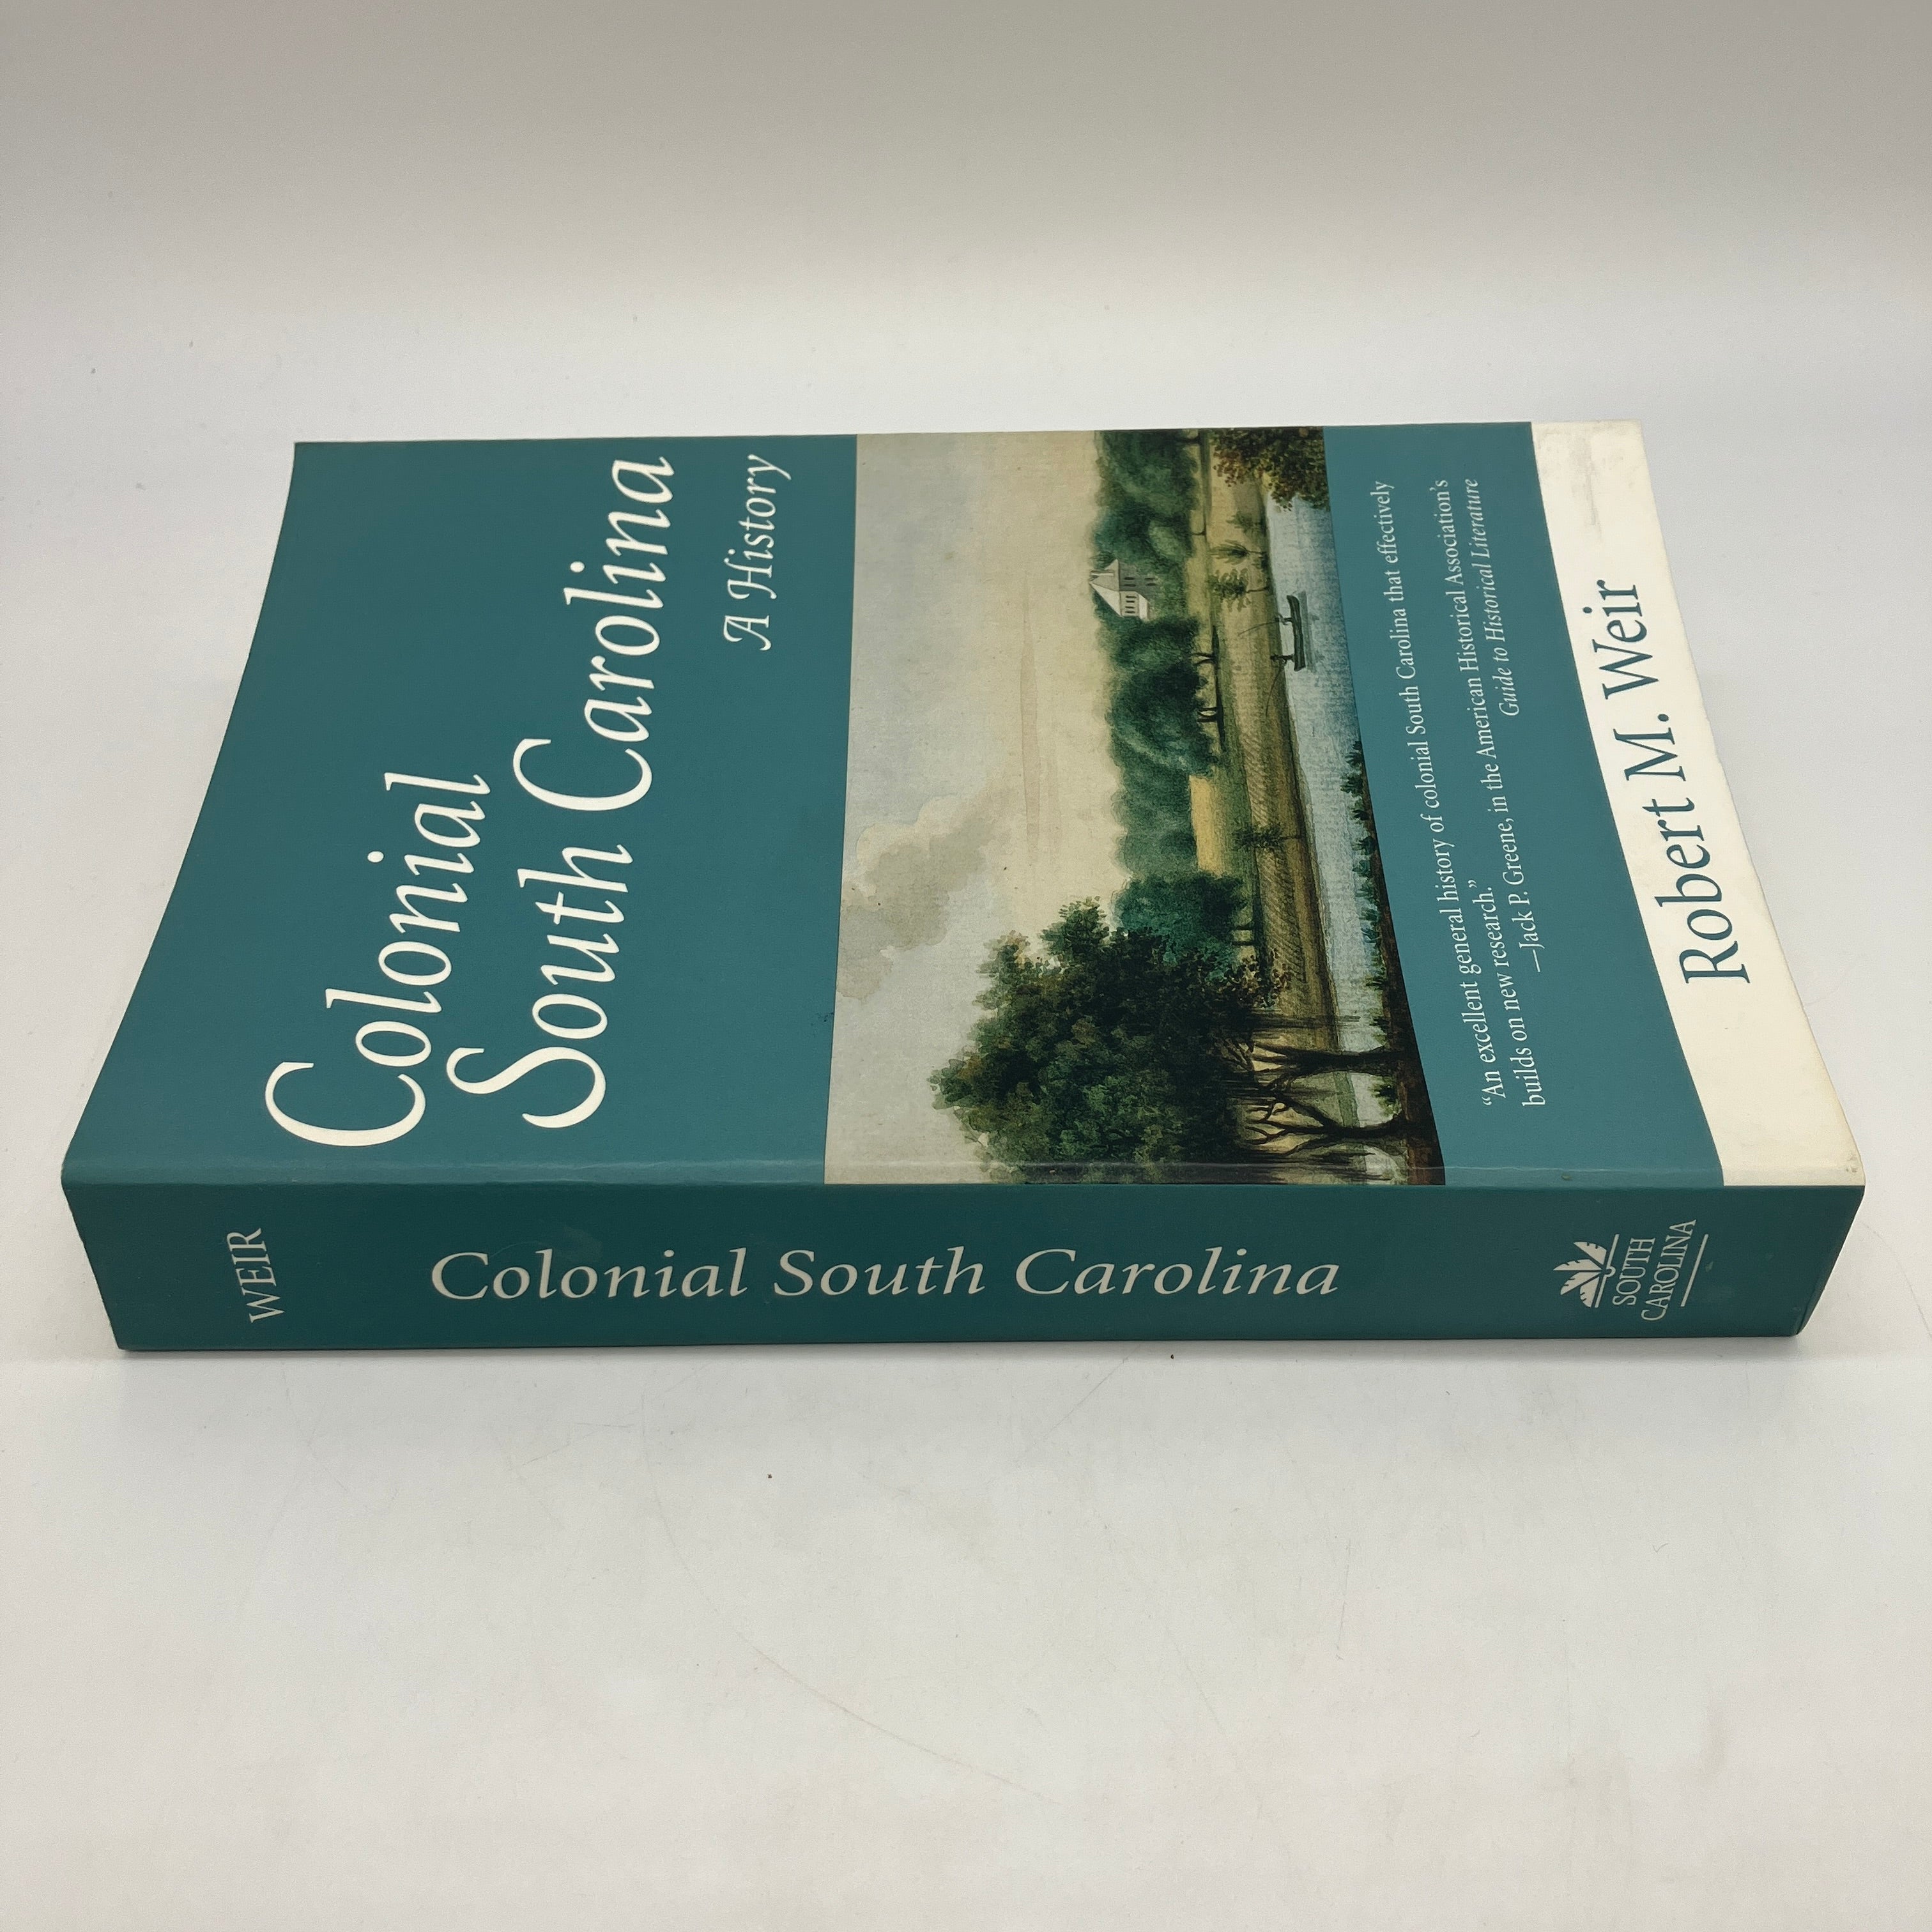 Colonial
South Carolina
A History
“An excellent general history of colonial South Carolina that effectively
builds on new research.”
—Jack P. Greene, in the American Historical Association's
Guide to Historical Literature
Robert M. Weir
WEIR
Colonial South Carolina
SOUTH
CAROLINA